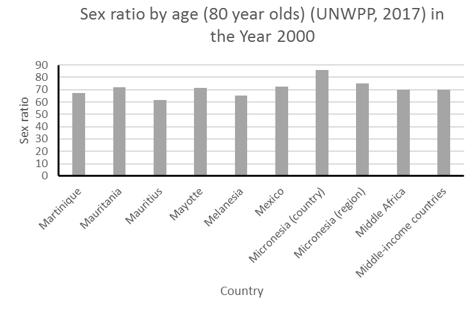 Sex ratio by age (80 year olds) (UNWPP, 2017) in
the Year 2000
90
80
70
60
50
40
30
20
10
0
Sex ratio
Martinique
Mauritania
Mauritius
Mayotte
Melanesia
Mexico
Micronesia (country)
Micronesia (region)
Middle Africa
Middle-income countries
Country